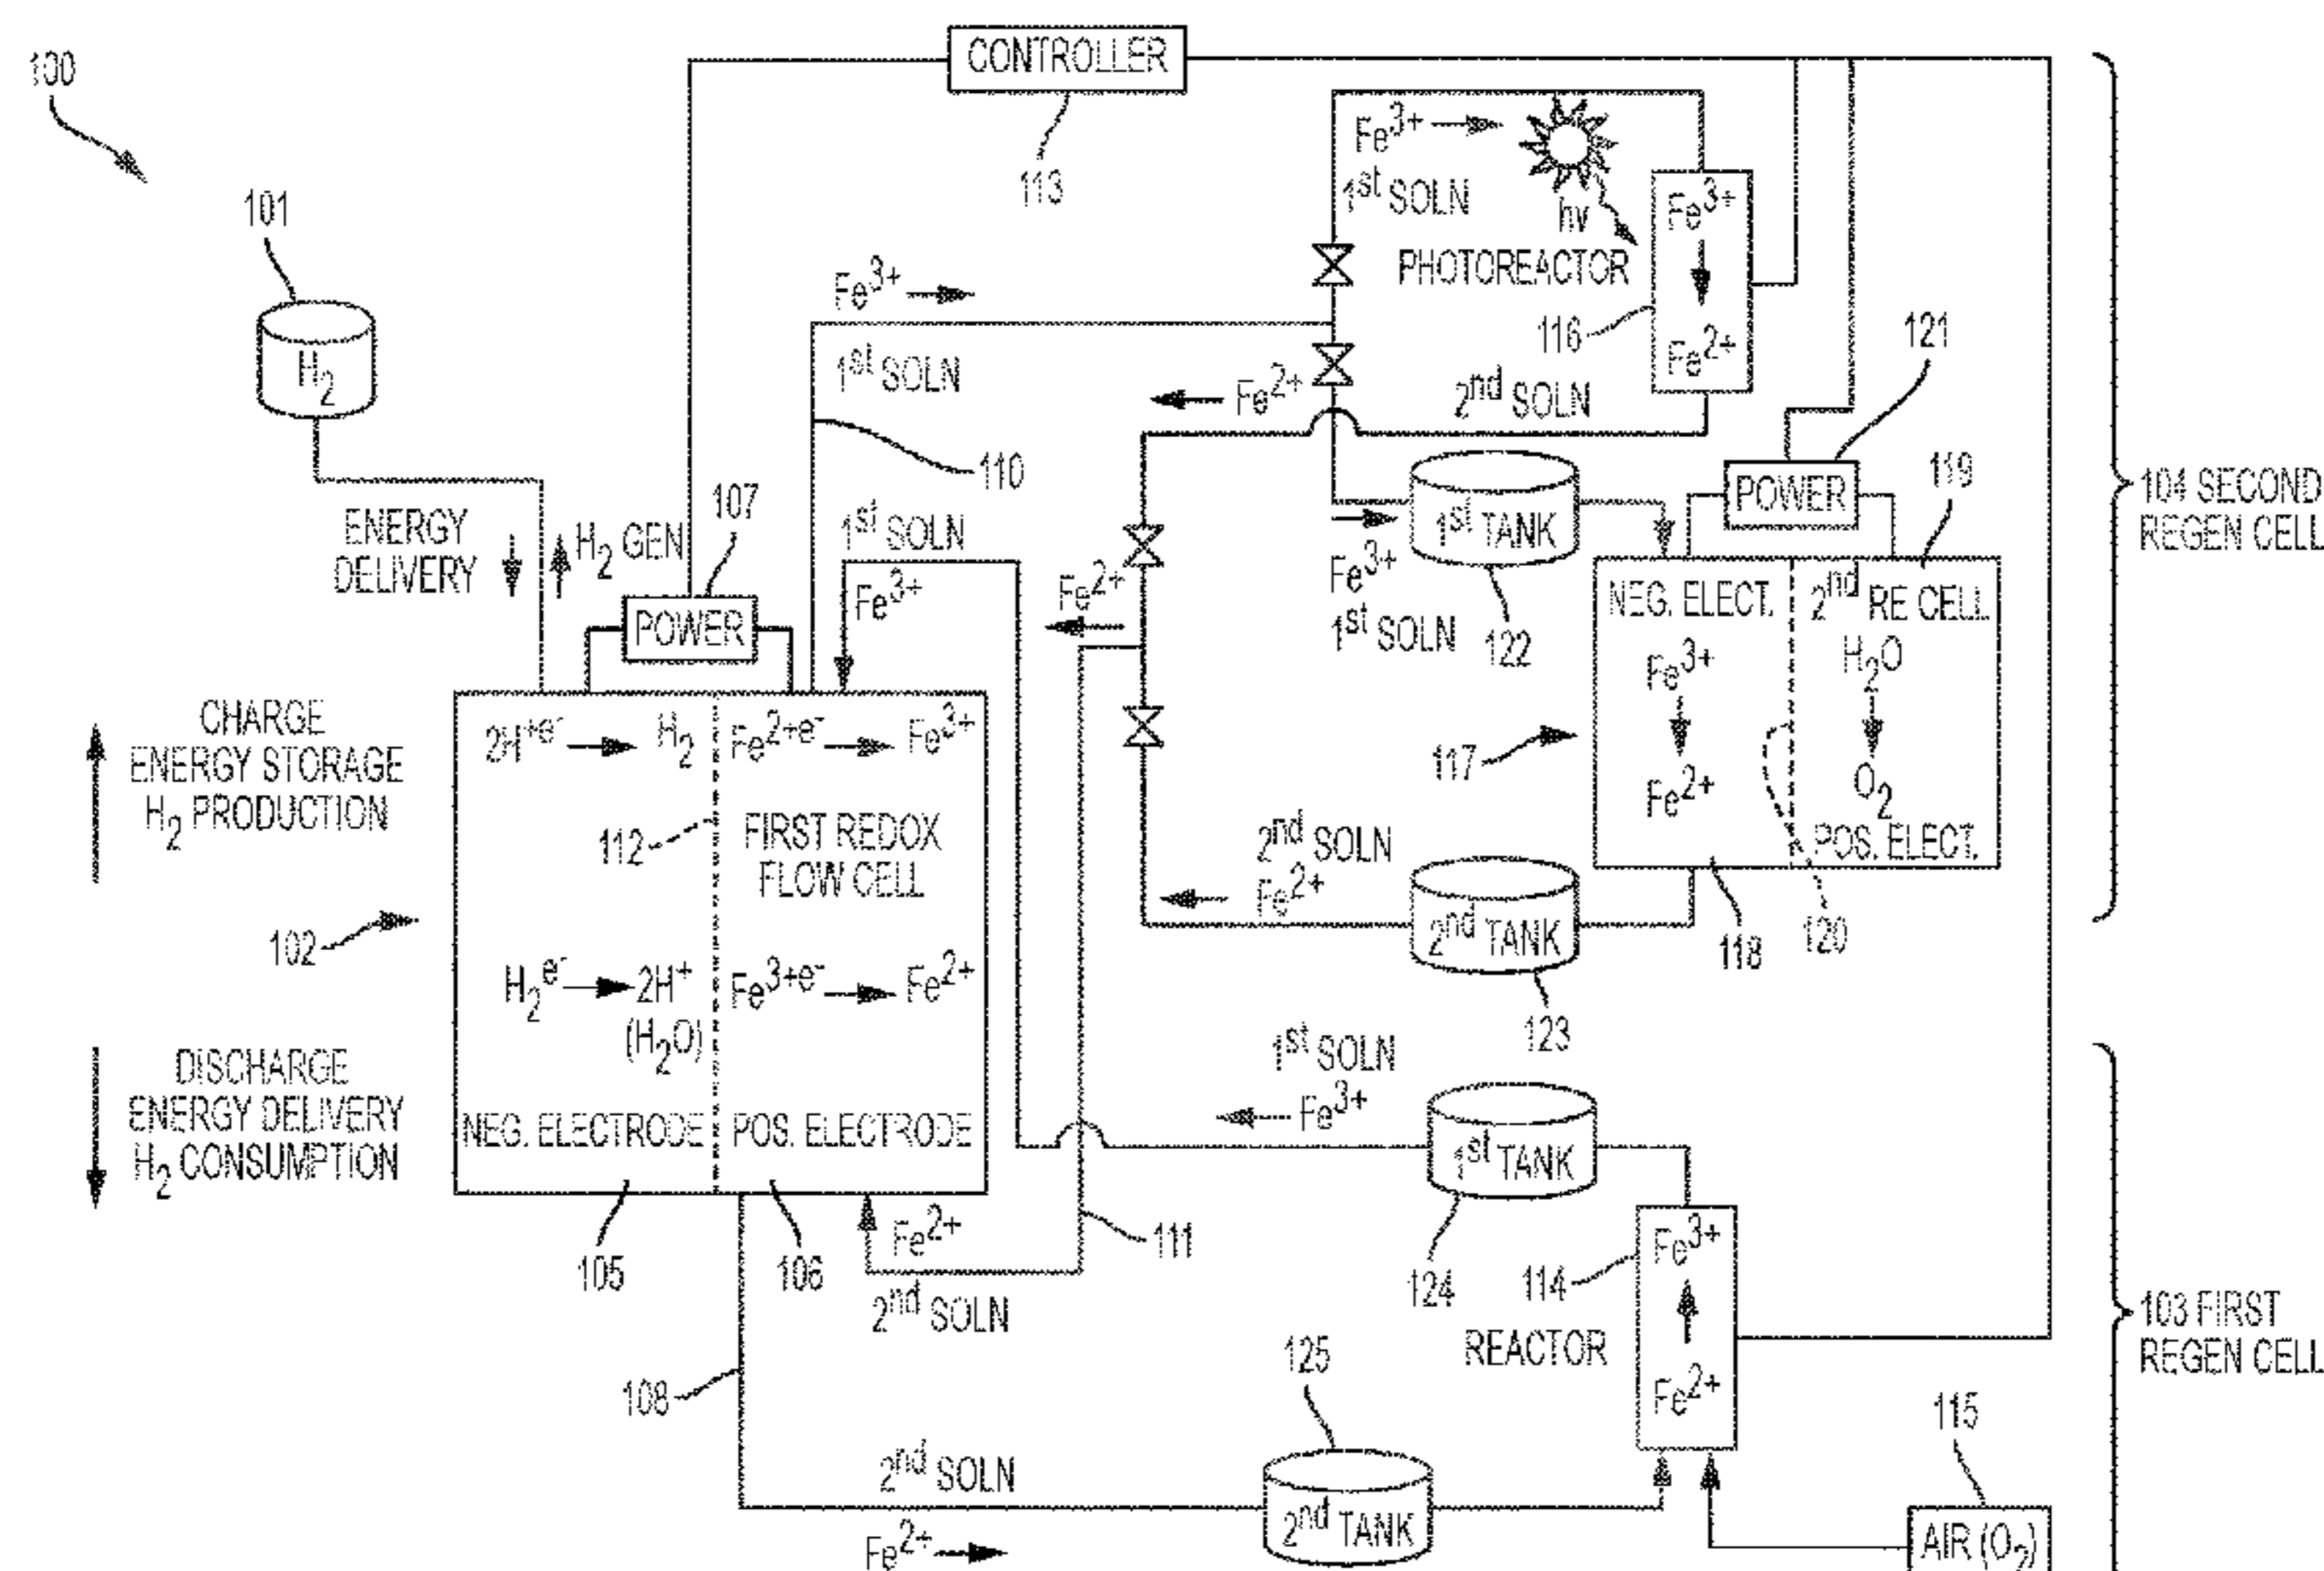 100
CONTROLLER
113
101
H2
Fe3+
1st SOLN
hv
PHOTOREACTOR
Fe3+
Fe2+
116
Fe3+
1st SOLN
110
Fe2+
2nd SOLN
121
POWER
119
104 SECOND
REGEN CELL
ENERGY
DELIVERY
H2 GEN
107
POWER
1st SOLN
Fe3+
Fe2+
1st TANK
122
Fe3+
1st SOLN
NEG. ELECT.
Fe3+
Fe2+
2nd RE CELL
H2O
O2
POS. ELECT.
117
118
120
CHARGE
ENERGY STORAGE
H2 PRODUCTION
2H+e- H2
Fe2+e- Fe3+
112
FIRST REDOX
FLOW CELL
102
H2e- 2H+
(H2O)
Fe3+e- Fe2+
NEG. ELECTRODE
POS. ELECTRODE
105
106
DISCHARGE
ENERGY DELIVERY
H2 CONSUMPTION
2nd SOLN
Fe2+
2nd TANK
123
1st SOLN
Fe3+
1st TANK
124
Fe2+
2nd SOLN
111
114
REACTOR
Fe3+
Fe2+
103 FIRST
REGEN CELL
108
2nd SOLN
Fe2+
125
2nd TANK
115
AIR (O2)